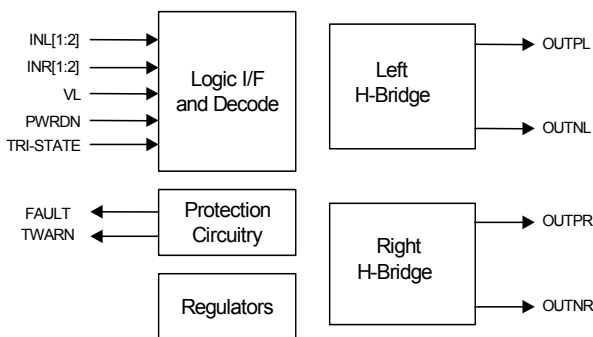 INL[1:2]
INR[1:2]
VL
PWRDN
TRI-STATE
Logic I/F
and Decode
Left
H-Bridge
OUTPL
OUTNL
FAULT
TWARN
Protection
Circuitry
Regulators
Right
H-Bridge
OUTPR
OUTNR